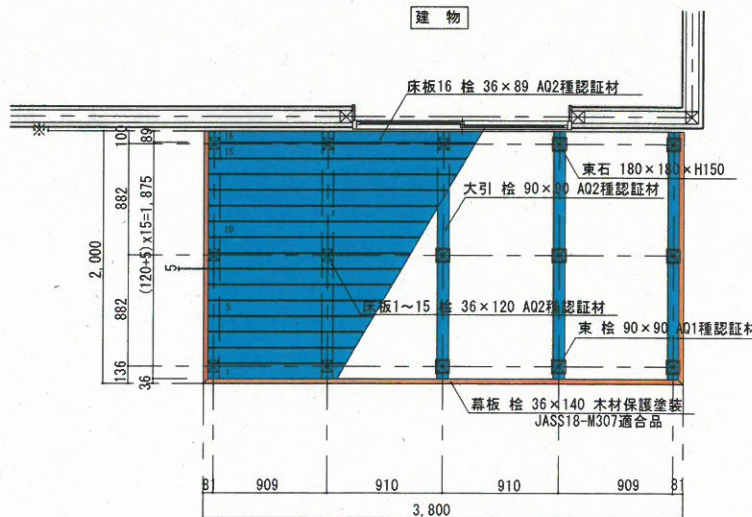 建 物
床板16 桧 36×89 AQ2種認証材
束石 180×180×H150
大引 桧 90×90 AQ2種認証材
床板1～15 桧 36×120 AQ2種認証材
束 桧 90×90 AQ1種認証材
幕板 桧 36×140 木材保護塗装
JASS18-M307適合品
※
100
89
882
2,000
(120+5)x15=1,875
5
882
136
36
16
15
10
5
1
81
909
910
910
909
81
3,800